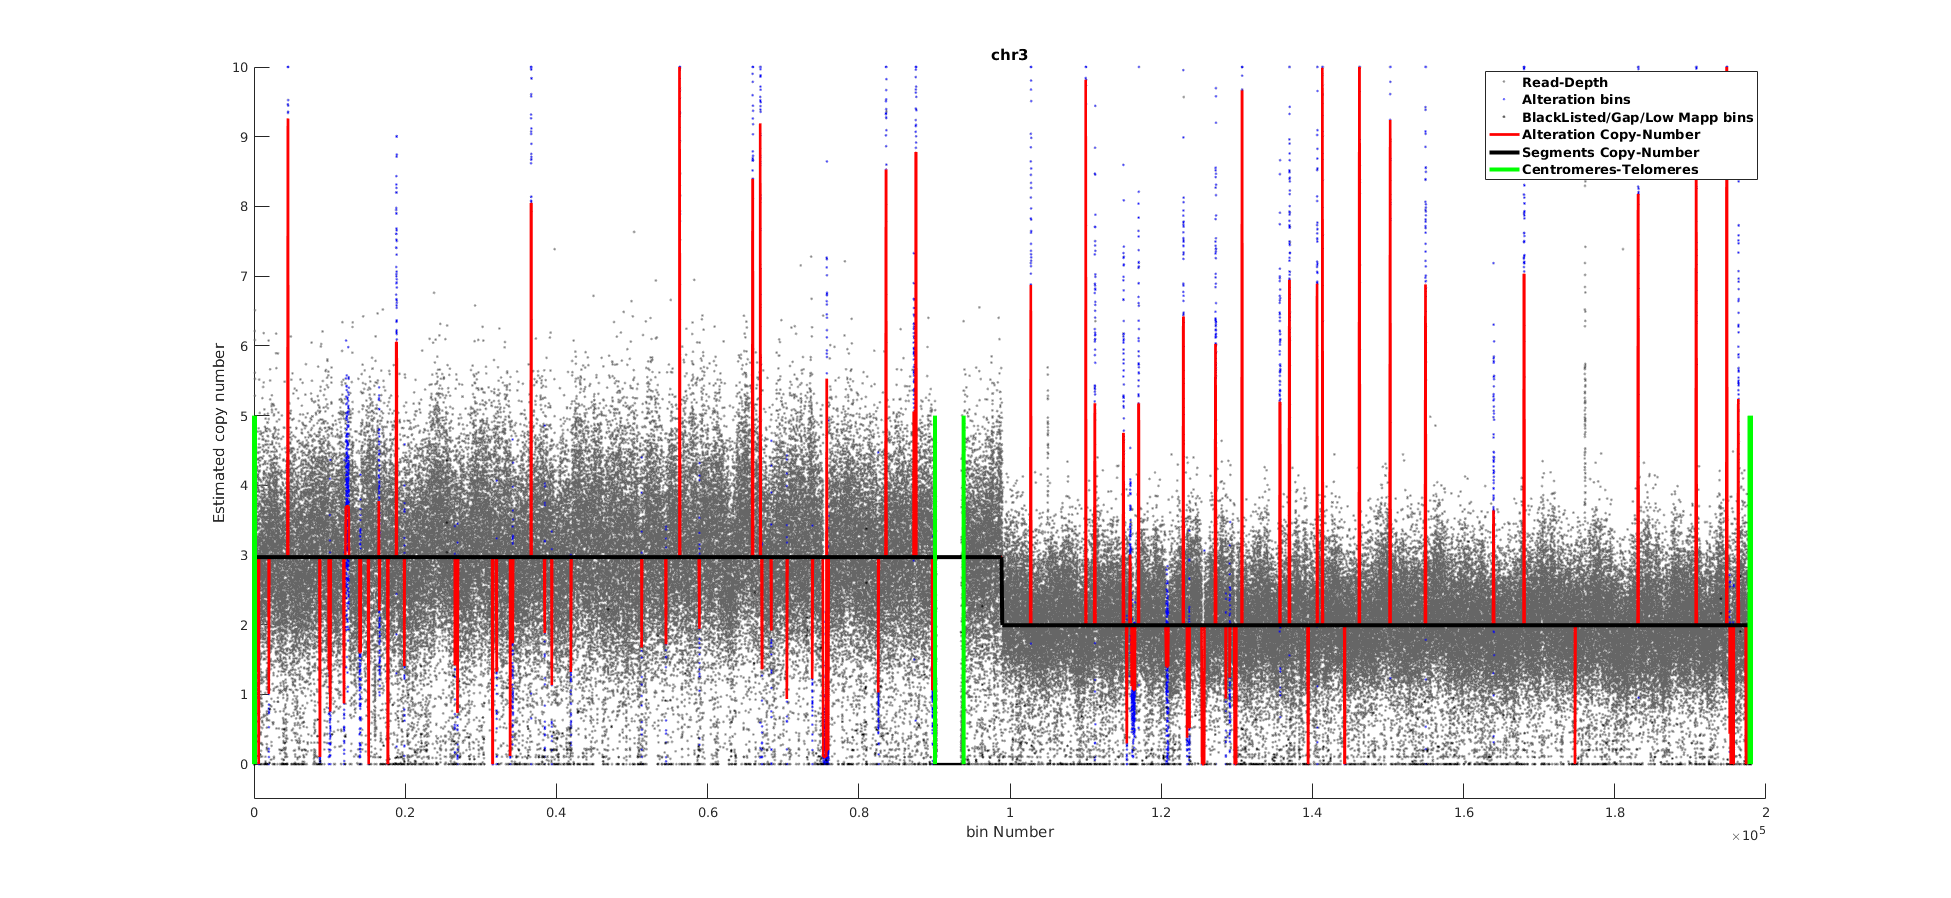 chr3
10
9
8
7
6
5
4
3
2
1
0
Estimated copy number
Read-Depth
Alteration bins
BlackListed/Gap/Low Mapp bins
Alteration Copy-Number
Segments Copy-Number
Centromeres-Telomeres
0 0.2 0.4 0.6 0.8 1 1.2 1.4 1.6 1.8 2
×10^5
bin Number